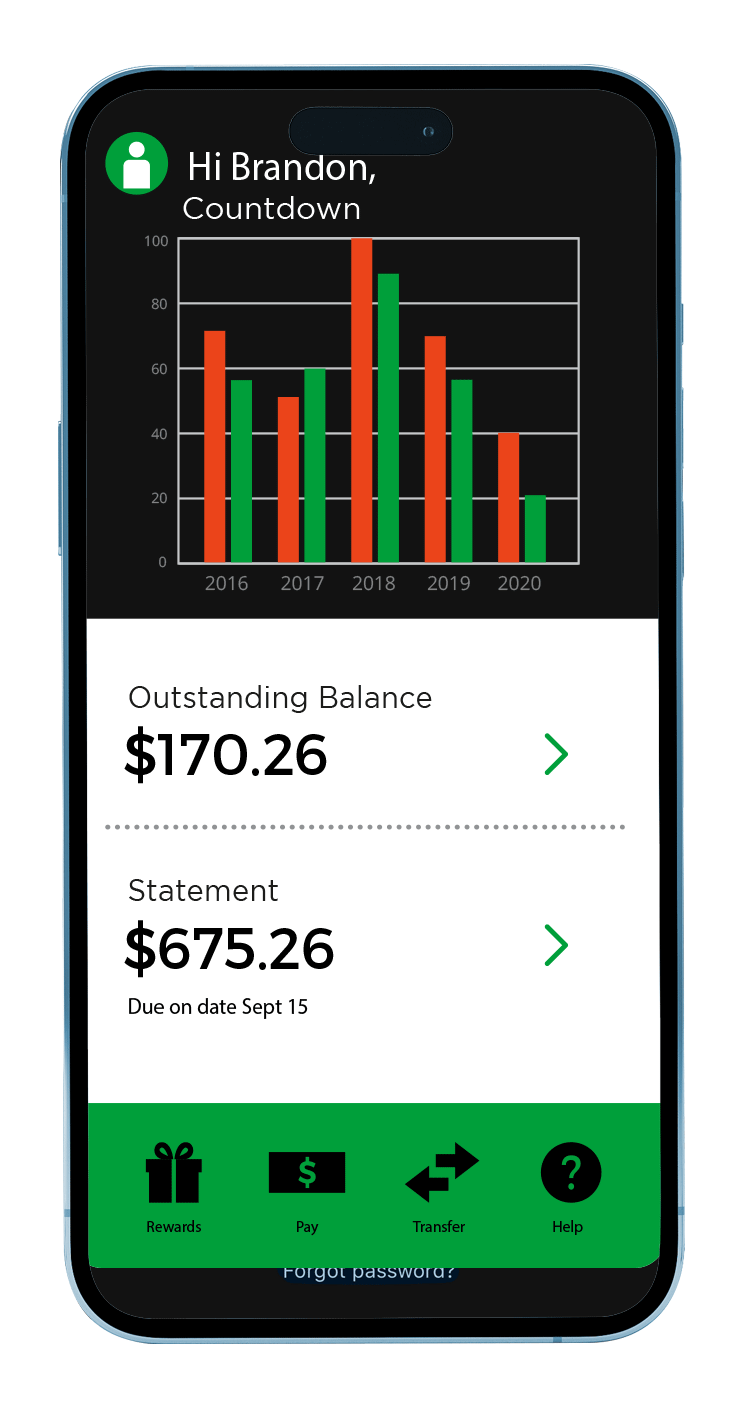 Hi Brandon,
Countdown
100
80
60
40
20
0
2016 2017 2018 2019 2020
Outstanding Balance
$170.26
Statement
$675.26
Due on date Sept 15
$ ?
Rewards Pay Transfer Help
Forgot password?